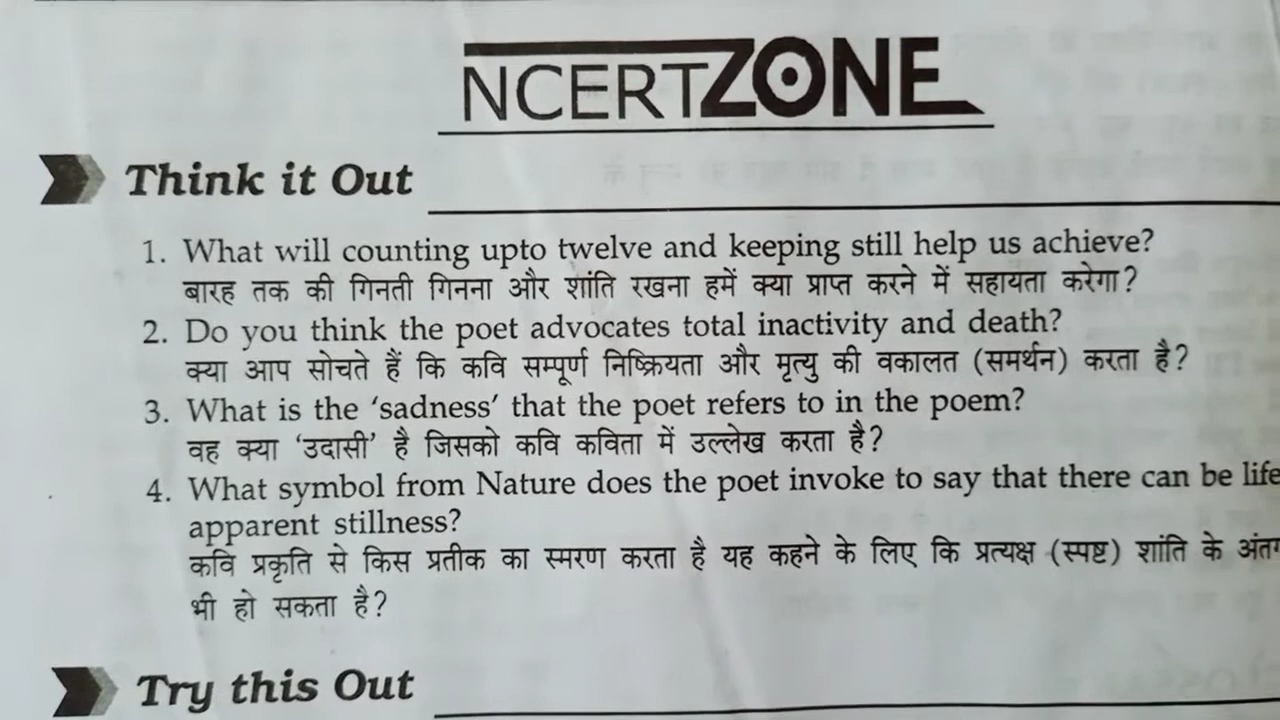 NCERTZONE
Think it Out
1. What will counting upto twelve and keeping still help us achieve?
बारह तक की गिनती गिनना और शांति रखना हमें क्या प्राप्त करने में सहायता करेगा?
2. Do you think the poet advocates total inactivity and death?
क्या आप सोचते हैं कि कवि सम्पूर्ण निष्क्रियता और मृत्यु की वकालत (समर्थन) करता है?
3. What is the ‘sadness’ that the poet refers to in the poem?
वह क्या ‘उदासी’ है जिसको कवि कविता में उल्लेख करता है?
4. What symbol from Nature does the poet invoke to say that there can be life
apparent stillness?
कवि प्रकृति से किस प्रतीक का स्मरण करता है यह कहने के लिए कि प्रत्यक्ष (स्पष्ट) शांति के
भी हो सकता है?
Try this Out